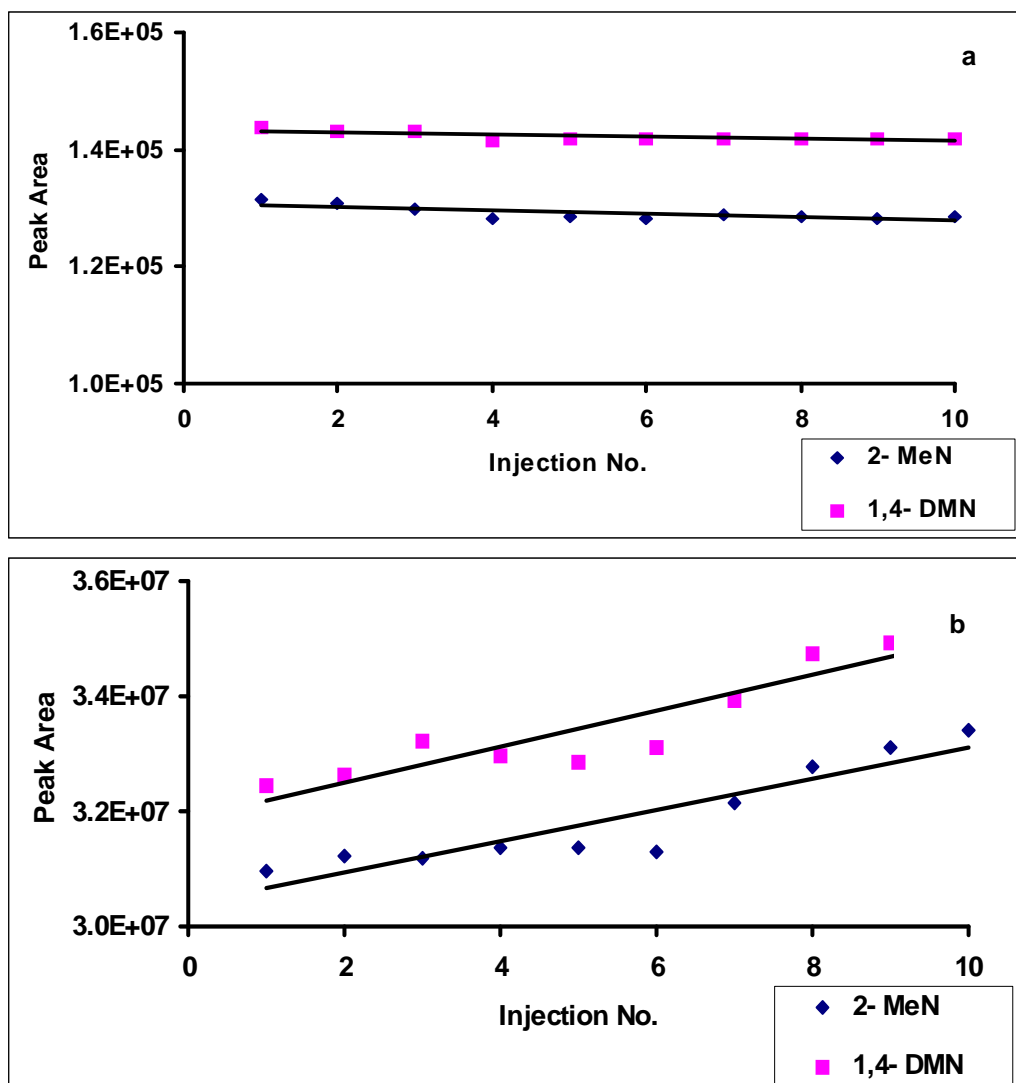 1.6E+05
a
1.4E+05
Peak Area
1.2E+05
1.0E+05
0 2 4 6 8 10
Injection No.
2- MeN
1,4- DMN
3.6E+07
b
3.4E+07
Peak Area
3.2E+07
3.0E+07
0 2 4 6 8 10
Injection No.
2- MeN
1,4- DMN